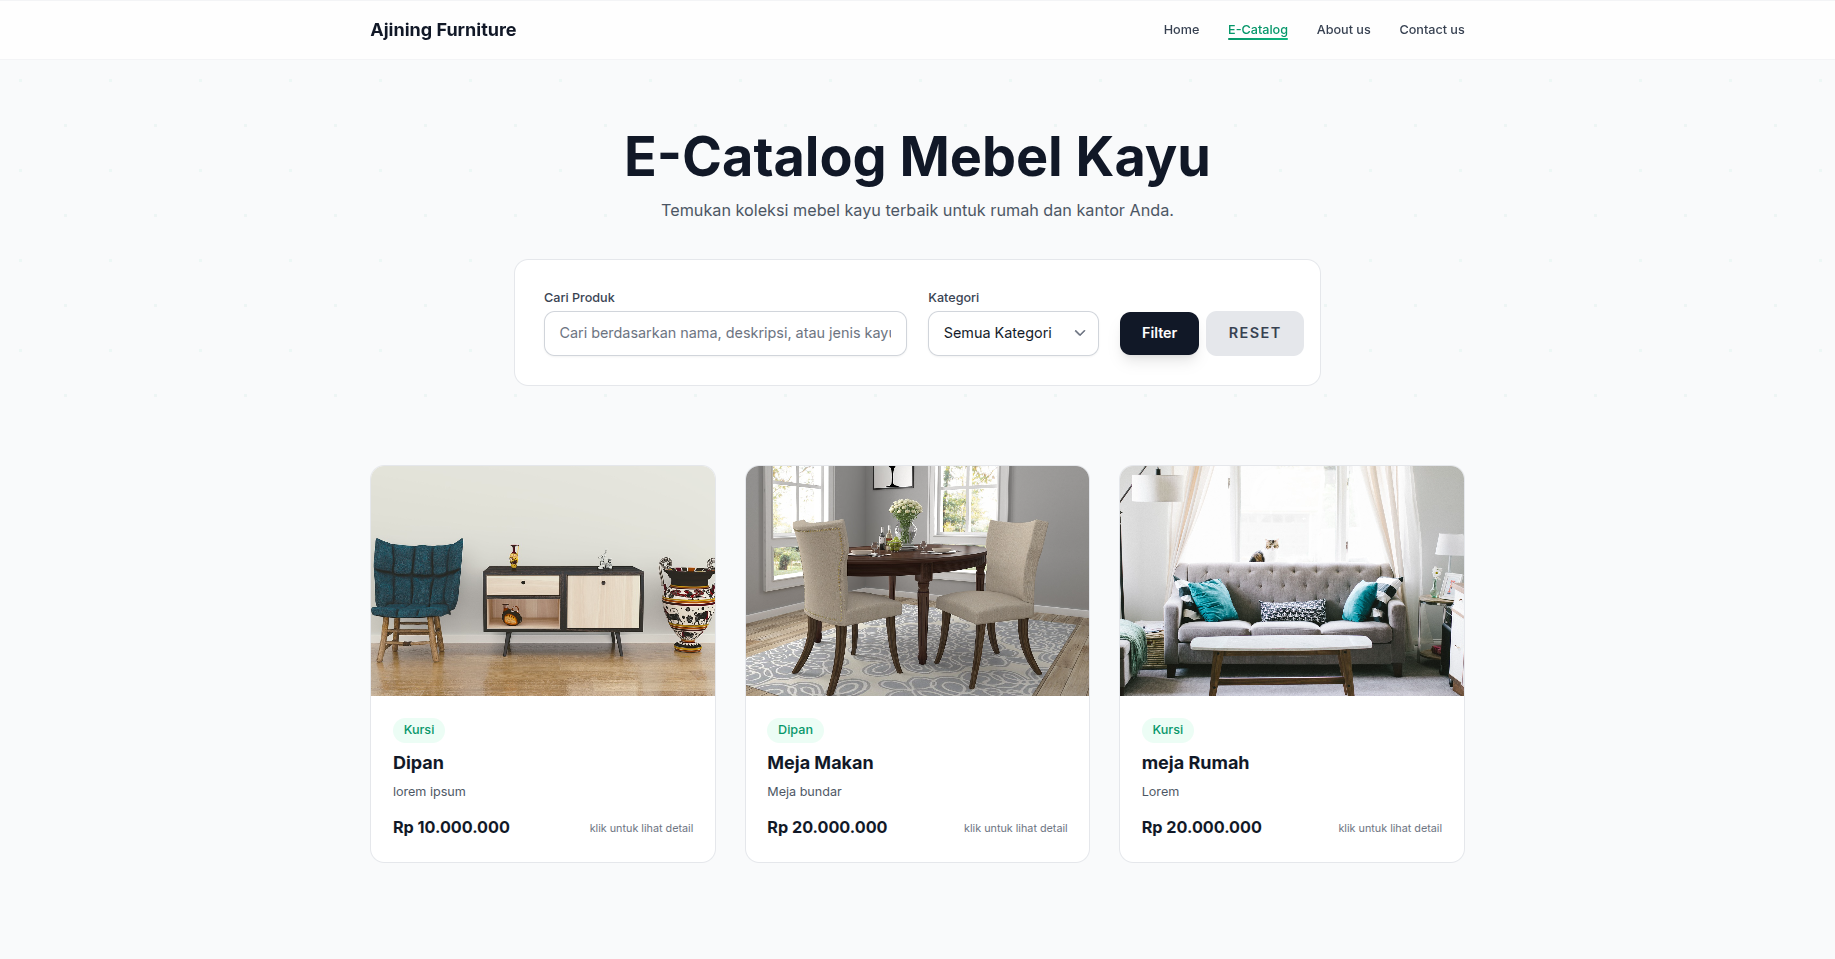 Ajining Furniture
Home E-Catalog About us Contact us
E-Catalog Mebel Kayu
Temukan koleksi mebel kayu terbaik untuk rumah dan kantor Anda.
Cari Produk Kategori
Cari berdasarkan nama, deskripsi, atau jenis kayu Semua Kategori Filter RESET
Kursi
Dipan
lorem ipsum
Rp 10.000.000 klik untuk lihat detail
Dipan
Meja Makan
Meja bundar
Rp 20.000.000 klik untuk lihat detail
Kursi
meja Rumah
Lorem
Rp 20.000.000 klik untuk lihat detail